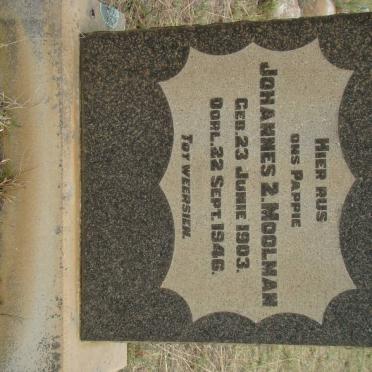 HIER RUS
ONS PAPPIE
JOHANNES Z. MOOLMAN
GEB. 23 JUNIE 1903.
OORL. 22 SEPT. 1946.
TOT WEERSIEN.